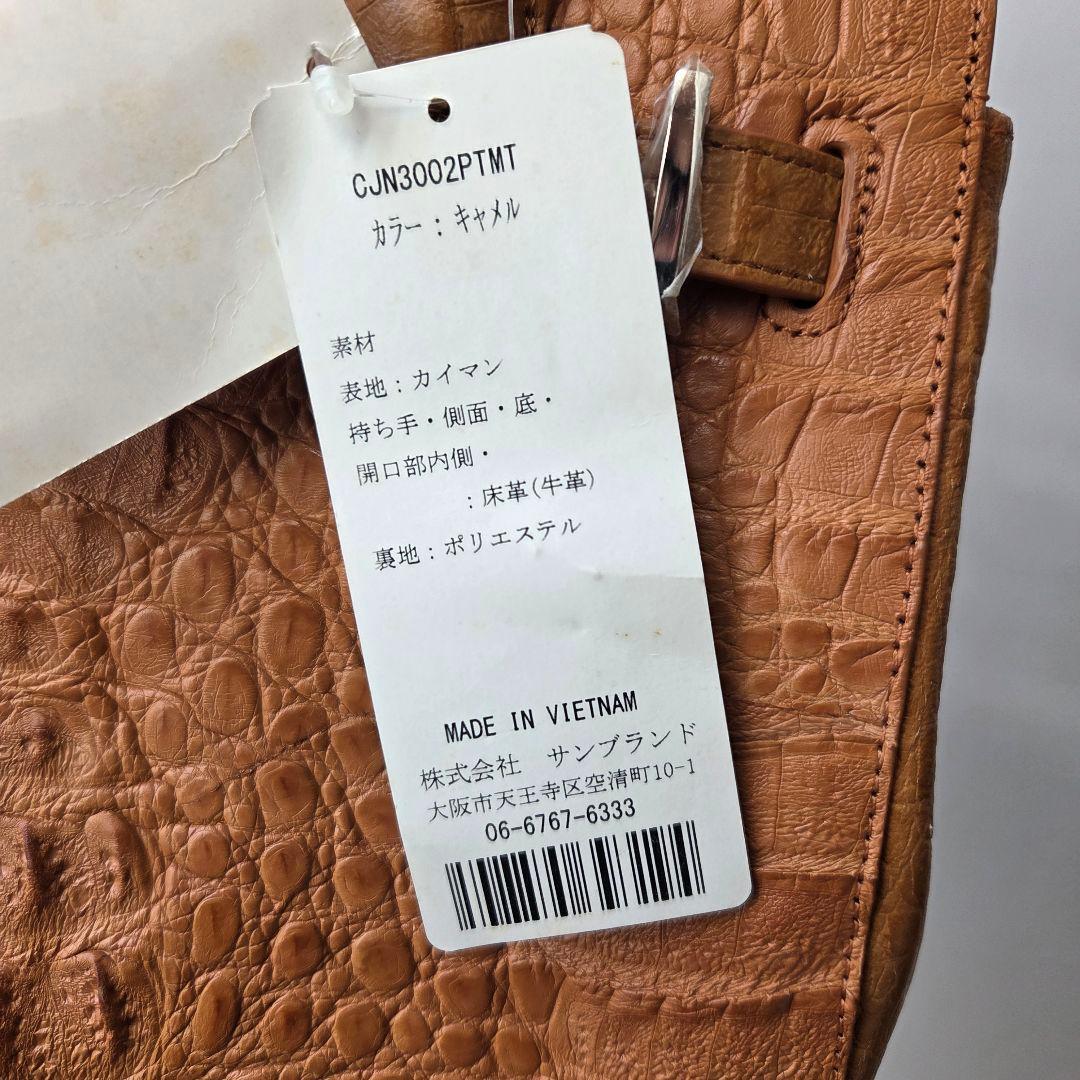 CJN3002PTMT
カラー：キャメル
素材
表地：カイマン
持ち手・側面・底・
開口部内側・
：床革(牛革)
裏地：ポリエステル
MADE IN VIETNAM
株式会社　サンブランド
大阪市天王寺区空清町10-1
06-6767-6333